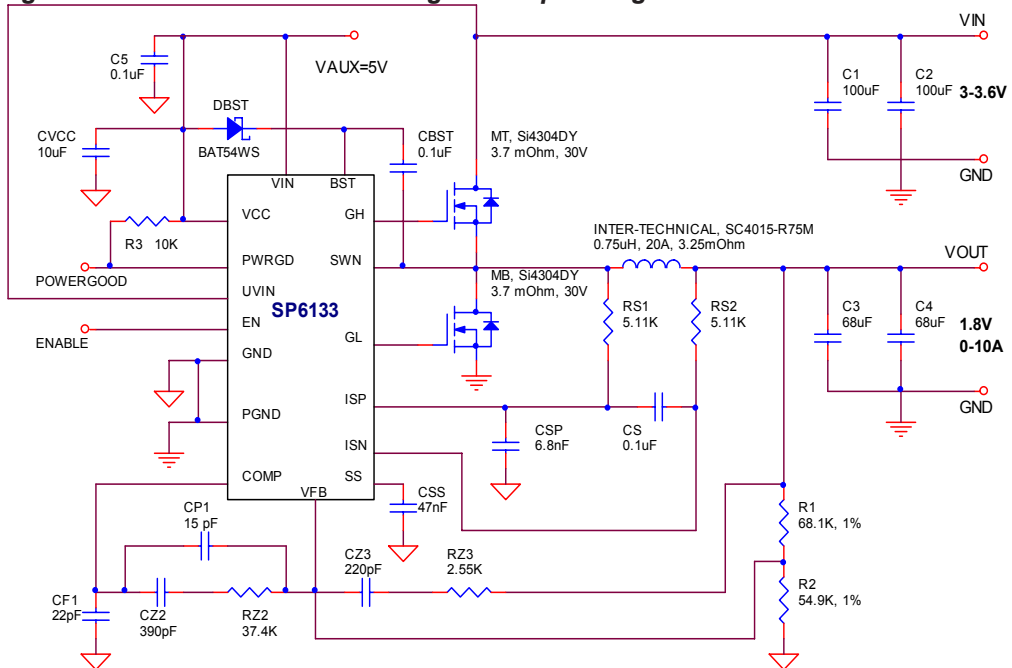 VIN
C5
0.1uF
VAUX=5V
C1
100uF
C2
100uF
3-3.6V
DBST
BAT54WS
CVCC
10uF
CBST
0.1uF
MT, Si4304DY
3.7 mOhm, 30V
GND
VIN
BST
VCC
GH
R3 10K
INTER-TECHNICAL, SC4015-R75M
0.75uH, 20A, 3.25mOhm
PWRGD
SWN
VOUT
POWERGOOD
UVIN
MB, Si4304DY
3.7 mOhm, 30V
SP6133
RS1
5.11K
RS2
5.11K
C3
68uF
C4
68uF
1.8V
0-10A
EN
ENABLE
GL
GND
ISP
GND
PGND
CSP
6.8nF
CS
0.1uF
ISN
COMP
SS
VFB
CSS
47nF
CP1
15 pF
R1
68.1K, 1%
CZ3
220pF
RZ3
2.55K
CF1
22pF
CZ2
390pF
RZ2
37.4K
R2
54.9K, 1%